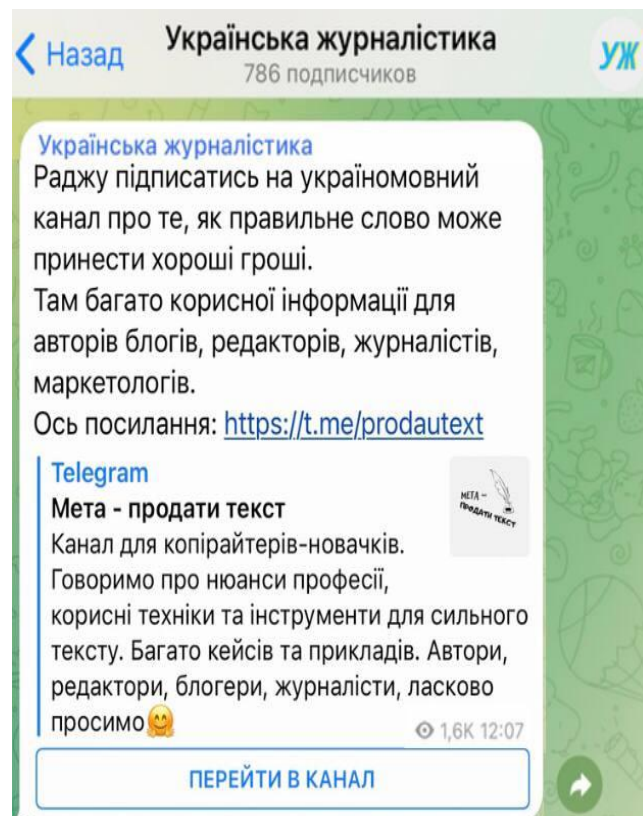 Назад
Українська журналістика
786 подписчиков
УЖ
Українська журналістика
Раджу підписатись на україномовний
канал про те, як правильне слово може
принести хороші гроші.
Там багато корисної інформації для
авторів блогів, редакторів, журналістів,
маркетологів.
Ось посилання: https://t.me/prodautext
Telegram
Мета - продати текст
МЕТА -
ПРОДАТИ ТЕКСТ
Канал для копірайтерів-новачків.
Говоримо про нюанси професії,
корисні техніки та інструменти для сильного
тексту. Багато кейсів та прикладів. Автори,
редактори, блогери, журналісти, ласково
просимо🤗
1,6K 12:07
ПЕРЕЙТИ В КАНАЛ